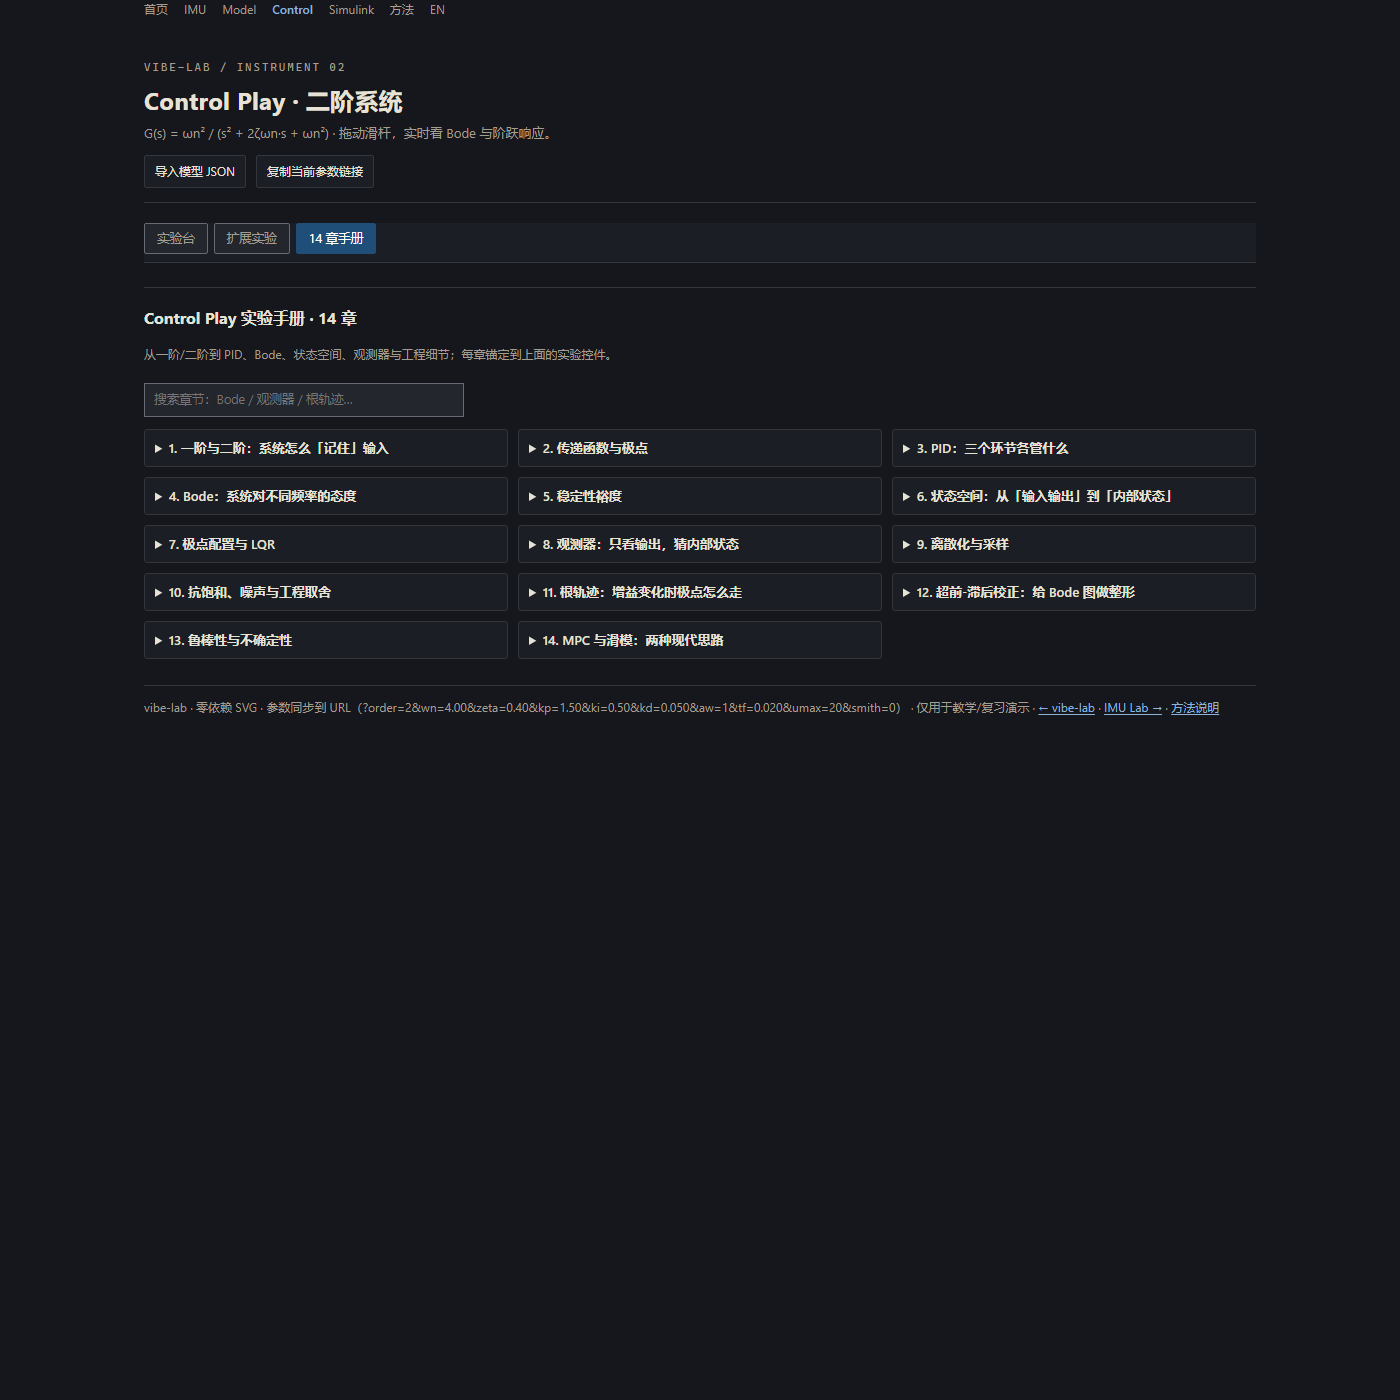 首页 IMU Model Control Simulink 方法 EN
VIBE-LAB / INSTRUMENT 02
Control Play · 二阶系统
G(s) = ωn² / (s² + 2ζωn·s + ωn²) · 拖动滑杆，实时看 Bode 与阶跃响应。
导入模型 JSON 复制当前参数链接
实验台 扩展实验 14 章手册
Control Play 实验手册 · 14 章
从一阶/二阶到 PID、Bode、状态空间、观测器与工程细节；每章锚定到上面的实验控件。
搜索章节：Bode / 观测器 / 根轨迹…
▶ 1. 一阶与二阶：系统怎么「记住」输入
▶ 2. 传递函数与极点
▶ 3. PID：三个环节各管什么
▶ 4. Bode：系统对不同频率的态度
▶ 5. 稳定性裕度
▶ 6. 状态空间：从「输入输出」到「内部状态」
▶ 7. 极点配置与 LQR
▶ 8. 观测器：只看输出，猜内部状态
▶ 9. 离散化与采样
▶ 10. 抗饱和、噪声与工程取舍
▶ 11. 根轨迹：增益变化时极点怎么走
▶ 12. 超前-滞后校正：给 Bode 图做整形
▶ 13. 鲁棒性与不确定性
▶ 14. MPC 与滑模：两种现代思路
vibe-lab · 零依赖 SVG · 参数同步到 URL（?order=2&wn=4.00&zeta=0.40&kp=1.50&ki=0.50&kd=0.050&aw=1&tf=0.020&umax=20&smith=0） · 仅用于教学/复习演示 · ← vibe-lab · IMU Lab → · 方法说明